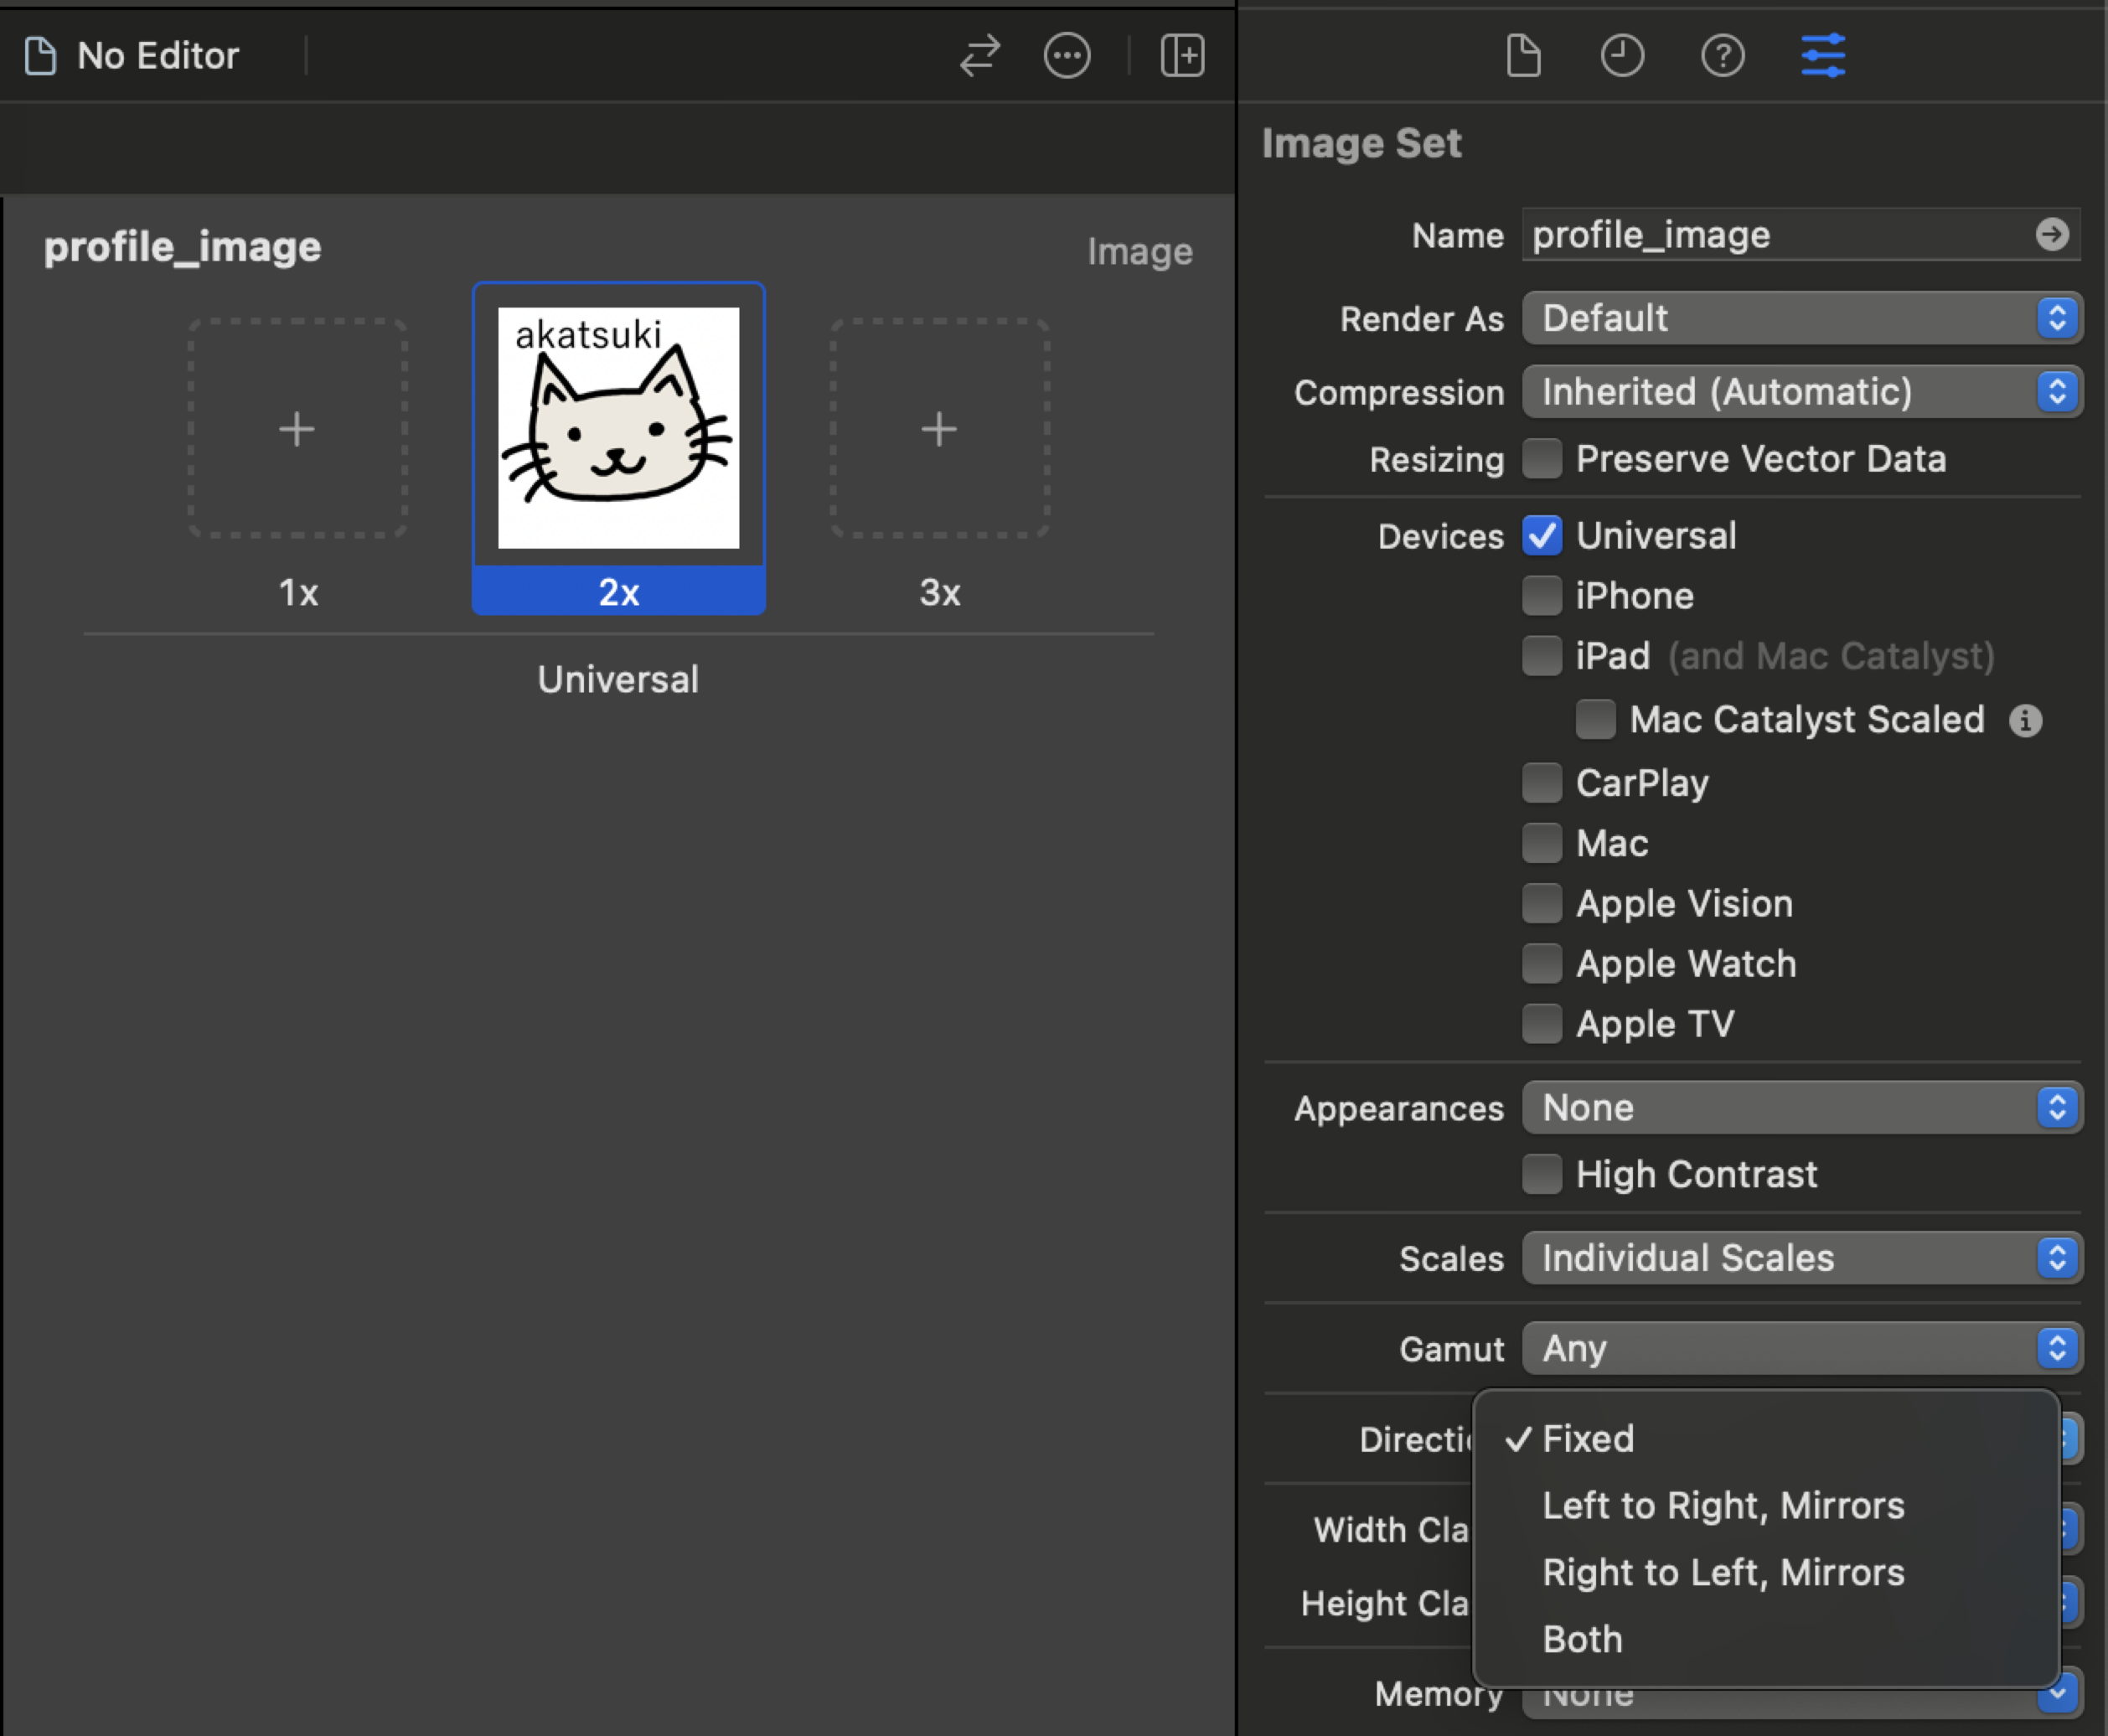 No Editor
profile_image
Image
akatsuki
1x
2x
3x
Universal
Image Set
Name profile_image
Render As Default
Compression Inherited (Automatic)
Resizing Preserve Vector Data
Devices Universal
iPhone
iPad (and Mac Catalyst)
Mac Catalyst Scaled
CarPlay
Mac
Apple Vision
Apple Watch
Apple TV
Appearances None
High Contrast
Scales Individual Scales
Gamut Any
Directi Fixed
Left to Right, Mirrors
Width Cla
Right to Left, Mirrors
Height Cla
Both
Memory None